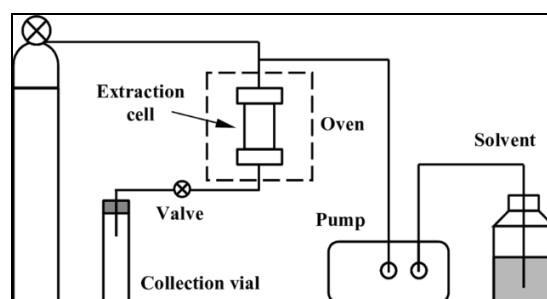 Extraction
cell
Oven
Solvent
Valve
Pump
Collection vial